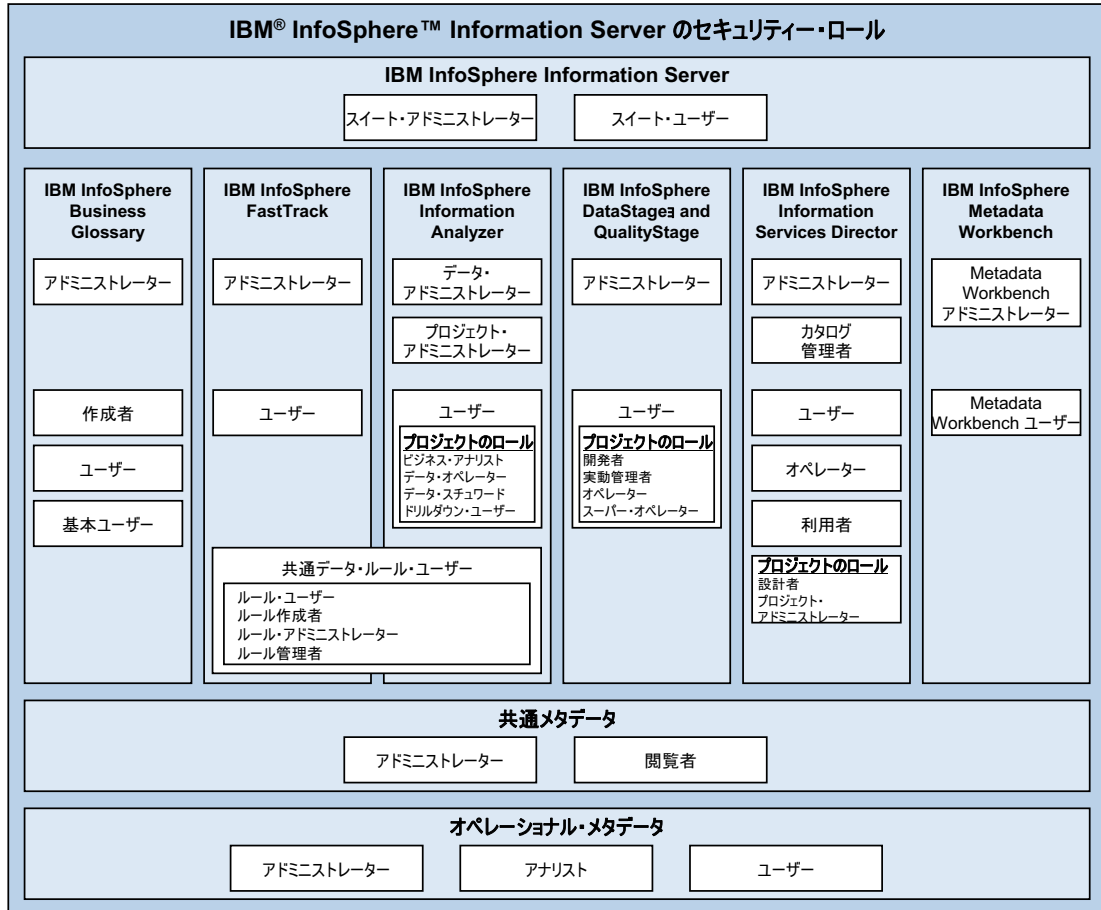 IBM® InfoSphere™ Information Server のセキュリティー・ロール
IBM InfoSphere Information Server
スイート・アドミニストレーター
スイート・ユーザー
IBM InfoSphere
Business
Glossary
アドミニストレーター
作成者
ユーザー
基本ユーザー
IBM InfoSphere
FastTrack
アドミニストレーター
ユーザー
IBM InfoSphere
Information
Analyzer
データ・
アドミニストレーター
プロジェクト・
アドミニストレーター
ユーザー
プロジェクトのロール
ビジネス・アナリスト
データ・オペレーター
データ・スチュワード
ドリルダウン・ユーザー
共通データ・ルール・ユーザー
ルール・ユーザー
ルール作成者
ルール・アドミニストレーター
ルール管理者
IBM InfoSphere
DataStageョ and
QualityStage
アドミニストレーター
ユーザー
プロジェクトのロール
開発者
実動管理者
オペレーター
スーパー・オペレーター
IBM InfoSphere
Information
Services Director
アドミニストレーター
カタログ
管理者
ユーザー
オペレーター
利用者
プロジェクトのロール
設計者
プロジェクト・
アドミニストレーター
IBM InfoSphere
Metadata
Workbench
Metadata
Workbench
アドミニストレーター
Metadata
Workbench ユーザー
共通メタデータ
アドミニストレーター
閲覧者
オペレーショナル・メタデータ
アドミニストレーター
アナリスト
ユーザー